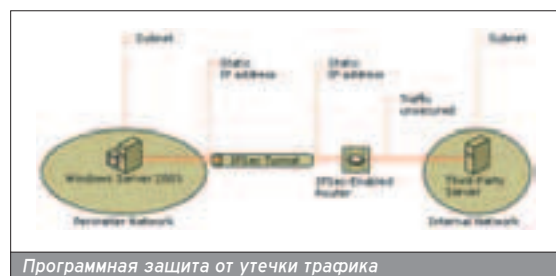 Subnet
Subnet
Static
IP address
Static
IP address
Traffic
unsecured
IPSec Tunnel
Windows Server 2003
IPSec-Enabled
Router
Third-Party
Server
Perimeter Network
Internal Network
Программная защита от утечки трафика